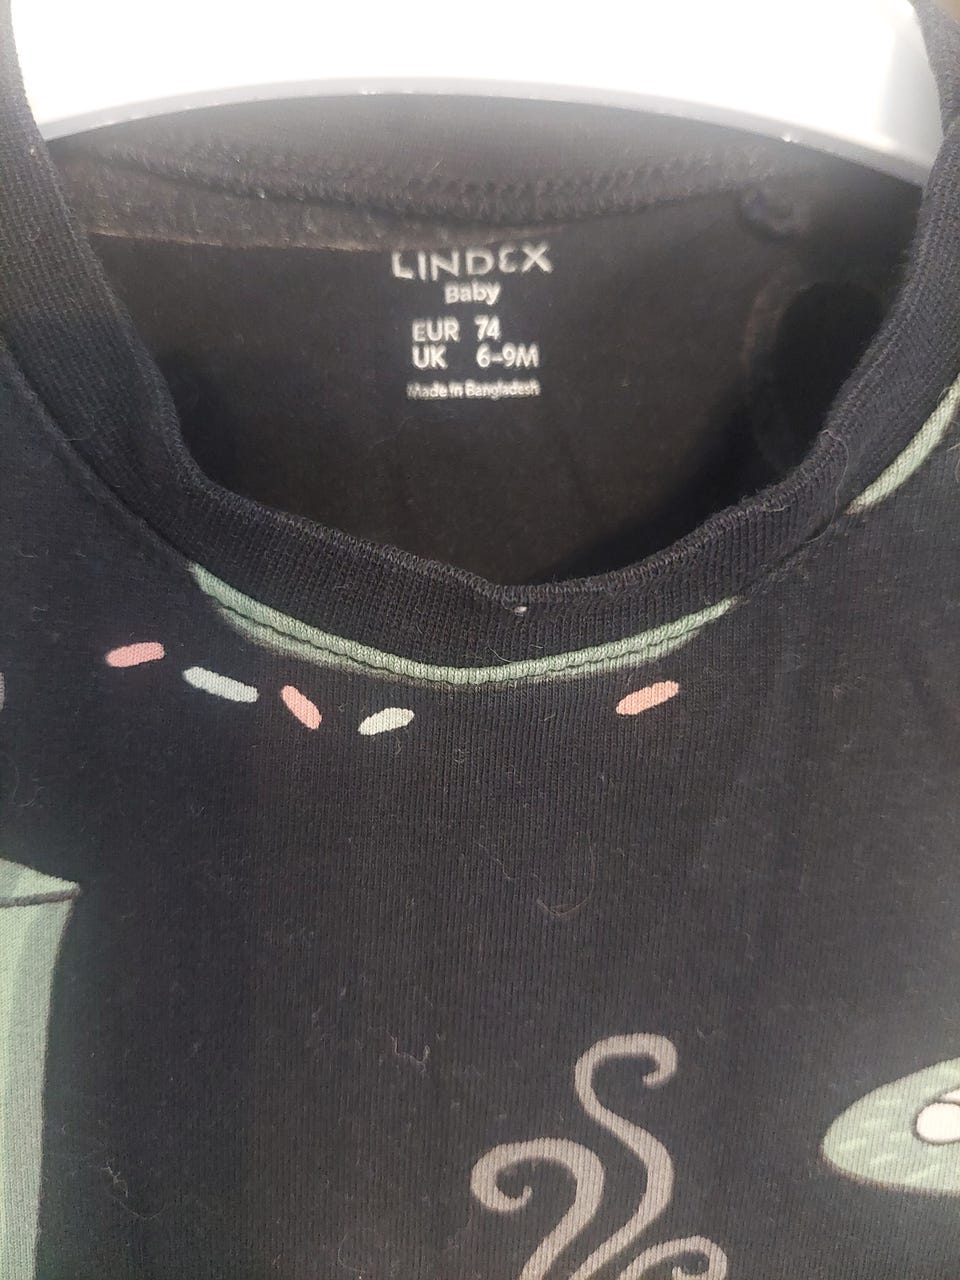 LINDEX
Baby
EUR 74
UK 6-9M
Made in Bangladesh